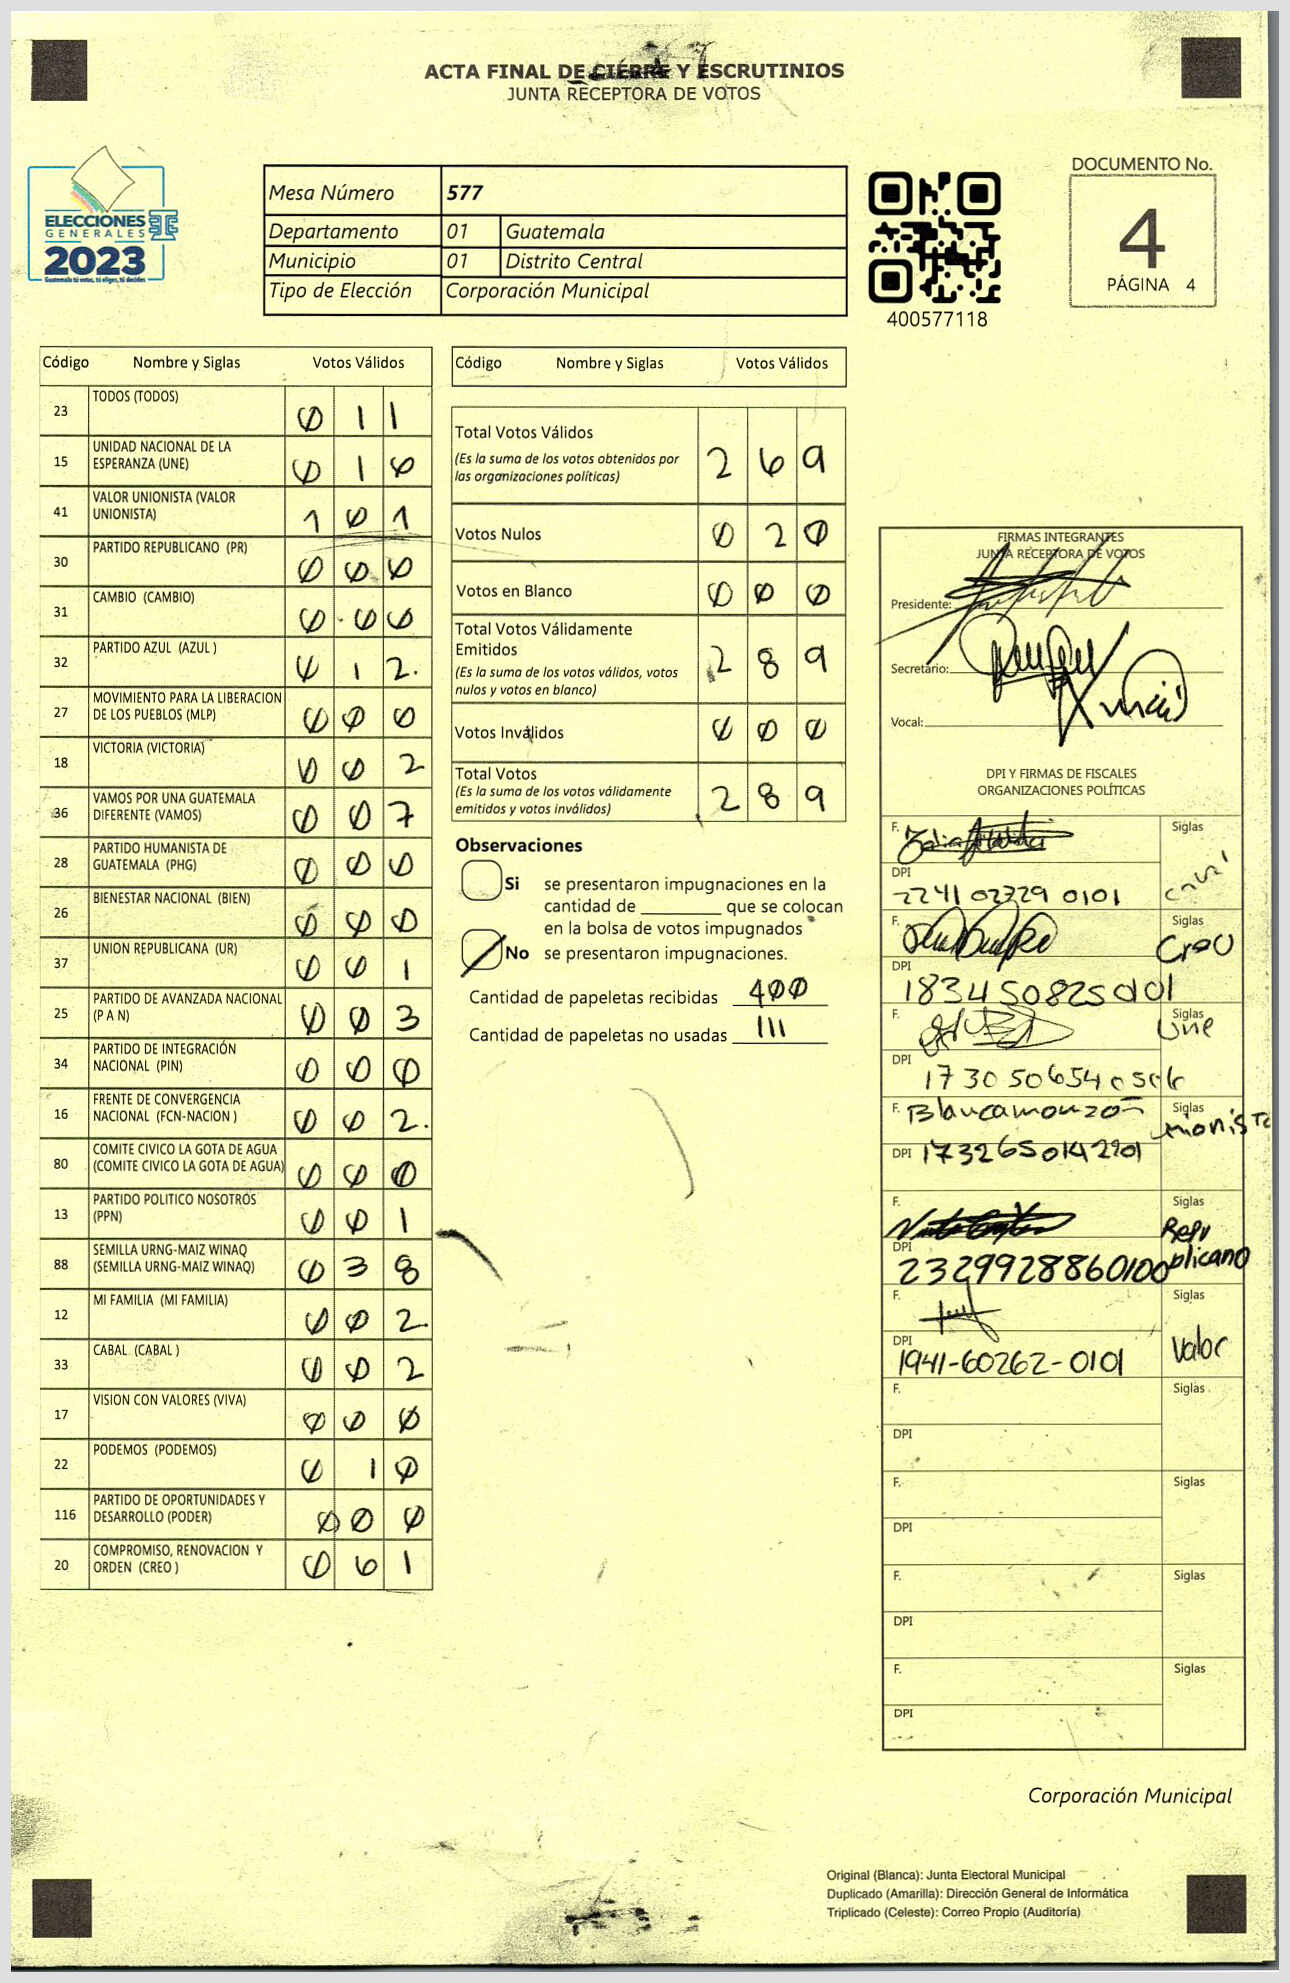 ACTA FINAL DE CIERRE Y ESCRUTINIOS
JUNTA RECEPTORA DE VOTOS
ELECCIONES
GENERALES
2023
Guatemala tú votas, tú eliges, tú decides
Mesa Número 577
Departamento 01 Guatemala
Municipio 01 Distrito Central
Tipo de Elección Corporación Municipal
400577118
DOCUMENTO No.
4
PÁGINA 4
Código Nombre y Siglas Votos Válidos
23 TODOS (TODOS) 0 1 1
15 UNIDAD NACIONAL DE LA
ESPERANZA (UNE) 0 1 6
41 VALOR UNIONISTA (VALOR
UNIONISTA) 1 0 1
30 PARTIDO REPUBLICANO (PR) 0 0 0
31 CAMBIO (CAMBIO) 0 0 0
32 PARTIDO AZUL (AZUL ) 0 1 2.
27 MOVIMIENTO PARA LA LIBERACION
DE LOS PUEBLOS (MLP) 0 0 0
18 VICTORIA (VICTORIA) 0 0 2
36 VAMOS POR UNA GUATEMALA
DIFERENTE (VAMOS) 0 0 7
28 PARTIDO HUMANISTA DE
GUATEMALA (PHG) 0 0 0
26 BIENESTAR NACIONAL (BIEN) 0 0 0
37 UNION REPUBLICANA (UR) 0 0 1
25 PARTIDO DE AVANZADA NACIONAL
(P A N) 0 0 3
34 PARTIDO DE INTEGRACIÓN
NACIONAL (PIN) 0 0 0
16 FRENTE DE CONVERGENCIA
NACIONAL (FCN-NACION ) 0 0 2.
80 COMITE CIVICO LA GOTA DE AGUA
(COMITE CIVICO LA GOTA DE AGUA) 0 0 0
13 PARTIDO POLITICO NOSOTROS
(PPN) 0 0 1
88 SEMILLA URNG-MAIZ WINAQ
(SEMILLA URNG-MAIZ WINAQ) 0 3 8
12 MI FAMILIA (MI FAMILIA) 0 0 2.
33 CABAL (CABAL ) 0 0 2
17 VISION CON VALORES (VIVA) 0 0 0
22 PODEMOS (PODEMOS) 0 1 0
116 PARTIDO DE OPORTUNIDADES Y
DESARROLLO (PODER) 0 0 0
20 COMPROMISO, RENOVACION Y
ORDEN (CREO ) 0 6 1
Código Nombre y Siglas Votos Válidos
Total Votos Válidos 2 6 9
(Es la suma de los votos obtenidos por
las organizaciones políticas)
Votos Nulos 0 2 0
Votos en Blanco 0 0 0
Total Votos Válidamente
Emitidos 2 8 9
(Es la suma de los votos válidos, votos
nulos y votos en blanco)
Votos Inválidos 0 0 0
Total Votos 2 8 9
(Es la suma de los votos válidamente
emitidos y votos inválidos)
Observaciones
Si se presentaron impugnaciones en la
cantidad de ________ que se colocan
en la bolsa de votos impugnados
No se presentaron impugnaciones.
Cantidad de papeletas recibidas 400
Cantidad de papeletas no usadas 111
FIRMAS INTEGRANTES
JUNTA RECEPTORA DE VOTOS
Presidente:
Secretario:
Vocal:
DPI Y FIRMAS DE FISCALES
ORGANIZACIONES POLÍTICAS
F. Siglas
DPI 2241 02729 0101
F. Siglas Creo
DPI 1834508250101
F. Siglas Une
DPI 1730506540506
F. Blancamonzon Siglas unionista
DPI 1732650142201
F. Siglas Republicano
DPI 2329928860100
F. Siglas Valor
DPI 1941-60262-0101
F. Siglas
DPI
F. Siglas
DPI
F. Siglas
DPI
F. Siglas
DPI
Corporación Municipal
Original (Blanca): Junta Electoral Municipal
Duplicado (Amarilla): Dirección General de Informática
Triplicado (Celeste): Correo Propio (Auditoría)